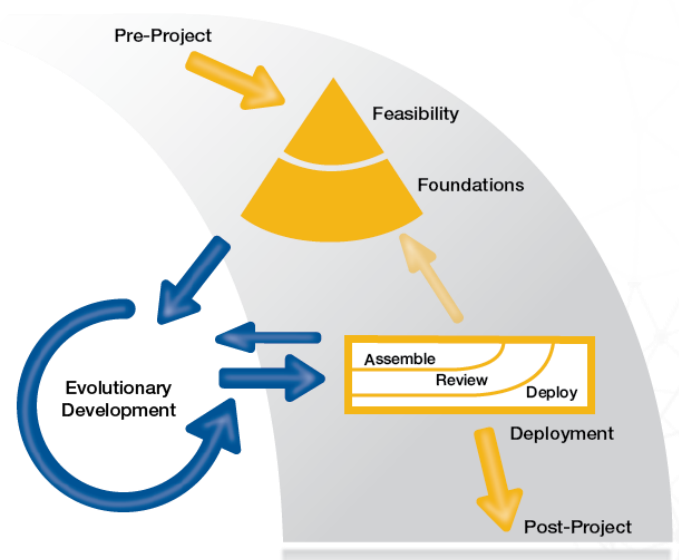 Pre-Project
Feasibility
Foundations
Evolutionary
Development
Assemble
Review
Deploy
Deployment
Post-Project